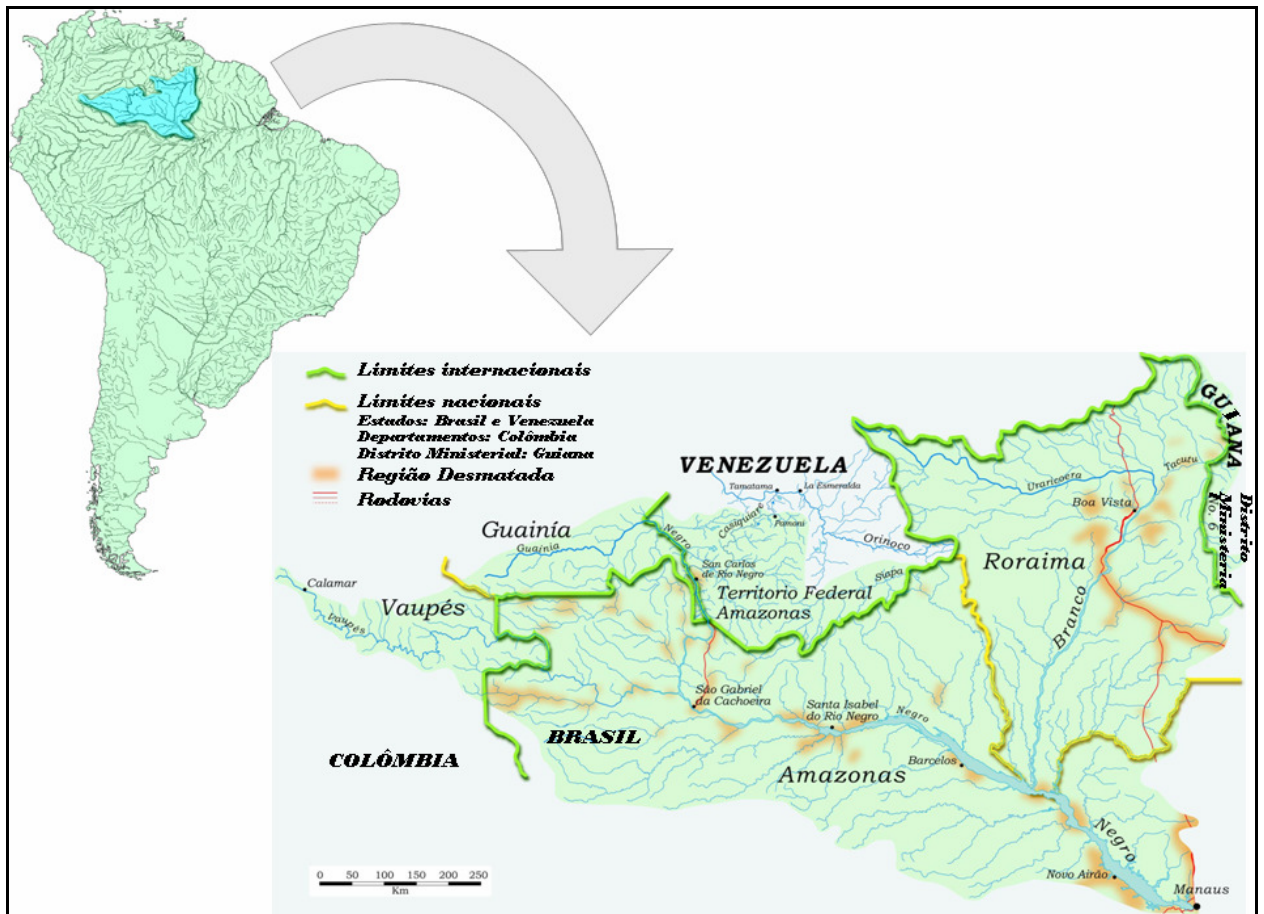 Limites internacionais
Limites nacionais
Estados: Brasil e Venezuela
Departamentos: Colômbia
Distrito Ministerial: Guiana
Região Desmatada
Rodovias
GUIANA
Distrito
Ministeria
No. 6
VENEZUELA
Tamatama
La Esmeralda
Casiquiare
Pamoni
Orinoco
Siapa
Uraricoera
Tacutu
Boa Vista
Roraima
Branco
Guainía
Guainia
Negro
San Carlos
de Rio Negro
Territorio Federal
Amazonas
Calamar
Vaupés
Vaupés
São Gabriel
da Cachoeira
Santa Isabel
do Rio Negro
Negro
BRASIL
COLÔMBIA
Amazonas
Barcelos
Negro
Novo Airão
Manaus
0 50 100 150 200 250
Km